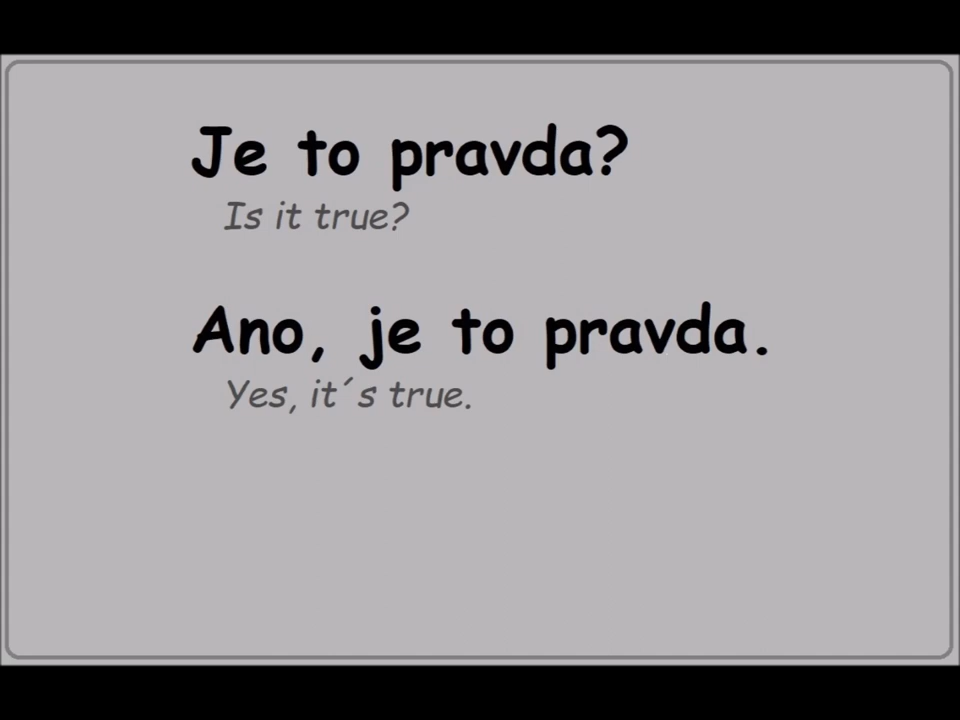 Je to pravda?
Is it true?
Ano, je to pravda.
Yes, it´s true.